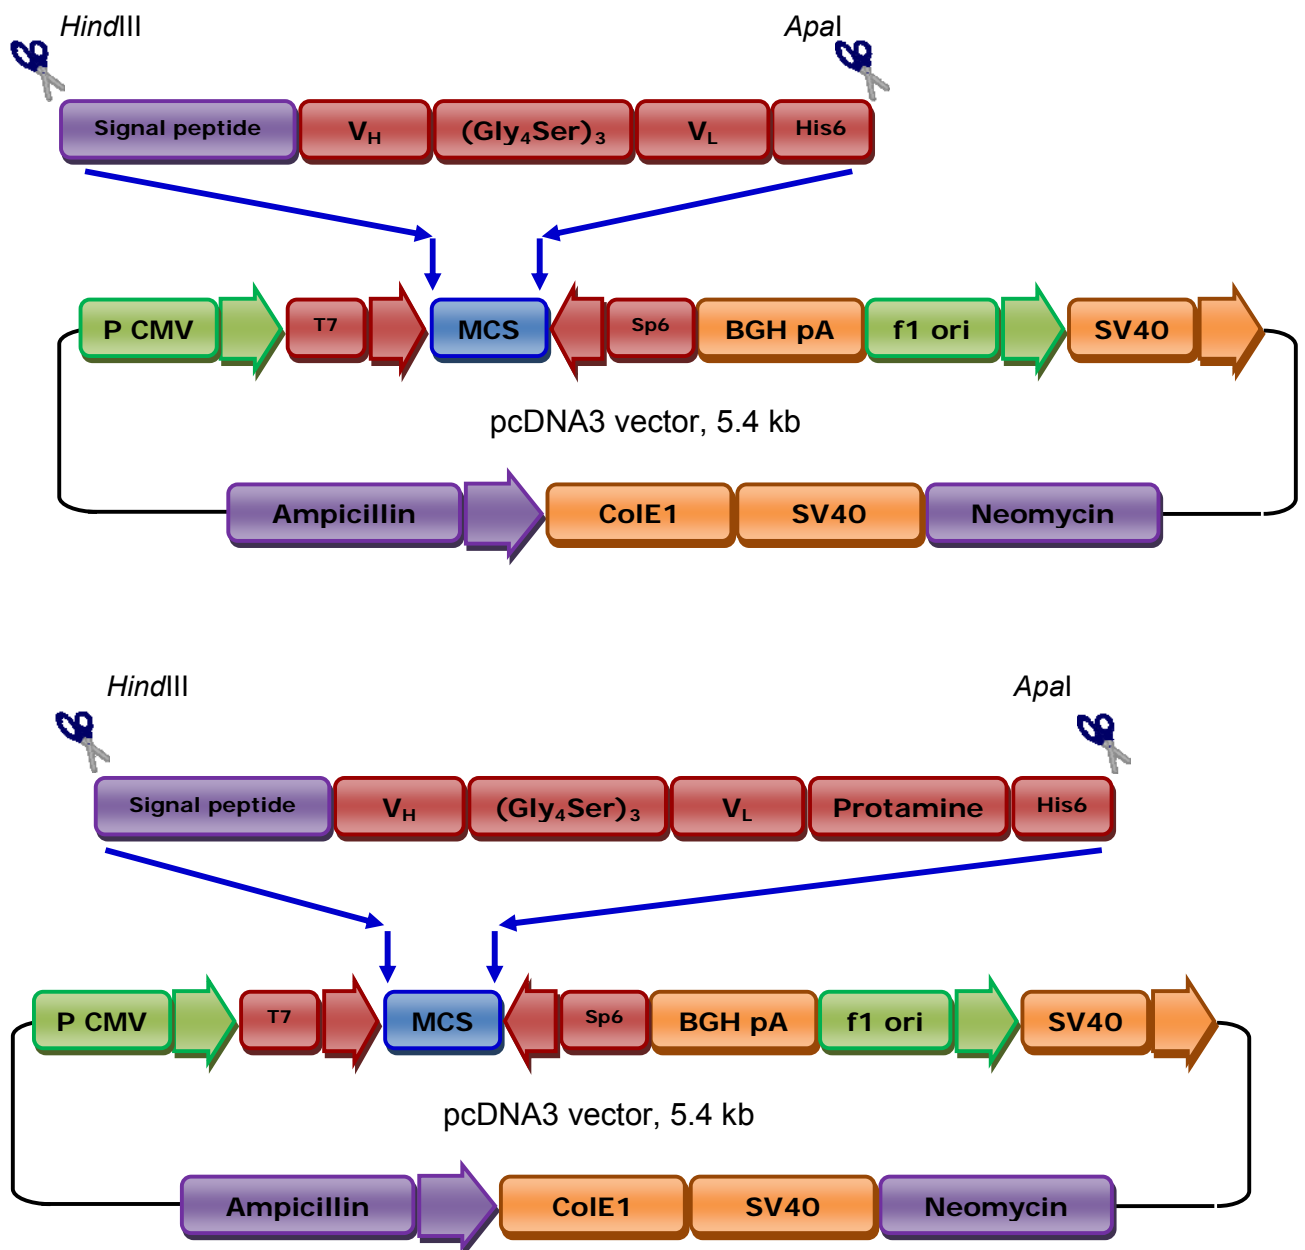 HindIII ApaI
Signal peptide VH (Gly4Ser)3 VL His6
P CMV T7 MCS Sp6 BGH pA f1 ori SV40
pcDNA3 vector, 5.4 kb
Ampicillin ColE1 SV40 Neomycin
HindIII ApaI
Signal peptide VH (Gly4Ser)3 VL Protamine His6
P CMV T7 MCS Sp6 BGH pA f1 ori SV40
pcDNA3 vector, 5.4 kb
Ampicillin ColE1 SV40 Neomycin